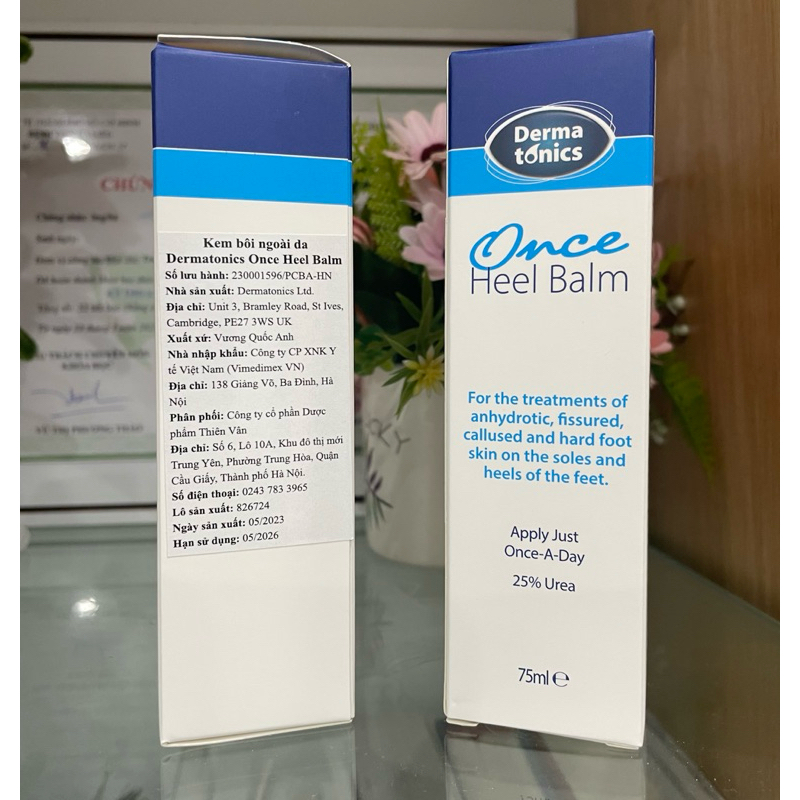 Kem bôi ngoài da
Dermatonics Once Heel Balm
Số lưu hành: 230001596/PCBA-HN
Nhà sản xuất: Dermatonics Ltd.
Địa chỉ: Unit 3, Bramley Road, St Ives,
Cambridge, PE27 3WS UK
Xuất xứ: Vương Quốc Anh
Nhà nhập khẩu: Công ty CP XNK Y
tế Việt Nam (Vimedimex VN)
Địa chỉ: 138 Giảng Võ, Ba Đình, Hà
Nội
Phân phối: Công ty cổ phần Dược
phẩm Thiên Vân
Địa chỉ: Số 6, Lô 10A, Khu đô thị mới
Trung Yên, Phường Trung Hòa, Quận
Cầu Giấy, Thành phố Hà Nội.
Số điện thoại: 0243 783 3965
Lô sản xuất: 826724
Ngày sản xuất: 05/2023
Hạn sử dụng: 05/2026
Derma
tonics
Once
Heel Balm
For the treatments of
anhydrotic, fissured,
callused and hard foot
skin on the soles and
heels of the feet.
Apply Just
Once-A-Day
25% Urea
75ml ℮
CHỨN